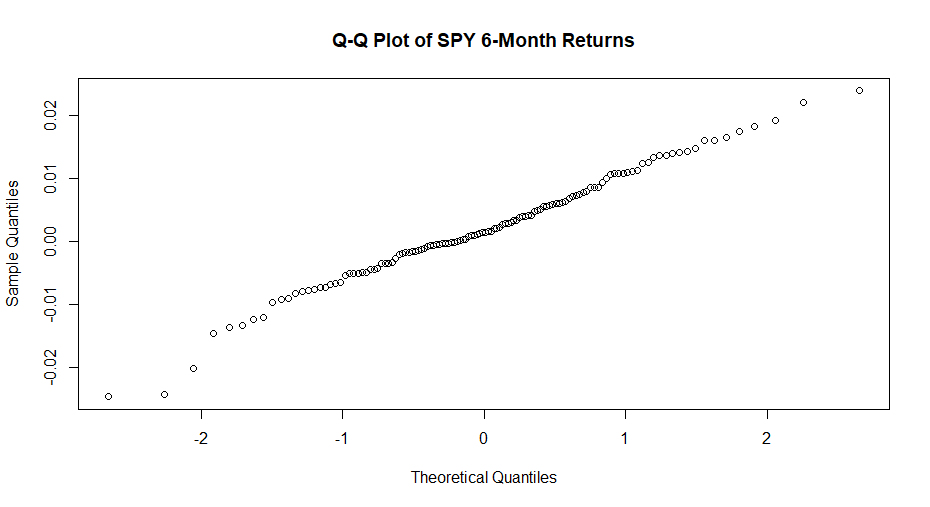 Q-Q Plot of SPY 6-Month Returns
Sample Quantiles
0.02
0.01
0.00
-0.01
-0.02
-2 -1 0 1 2
Theoretical Quantiles